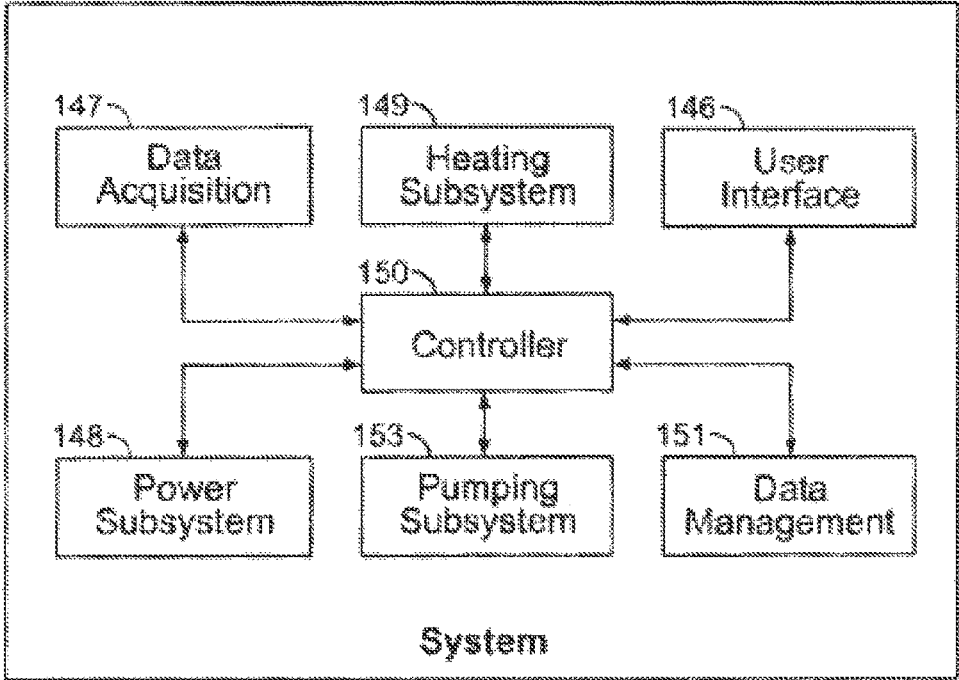 147
Data
Acquisition
149
Heating
Subsystem
146
User
Interface
150
Controller
148
Power
Subsystem
153
Pumping
Subsystem
151
Data
Management
System